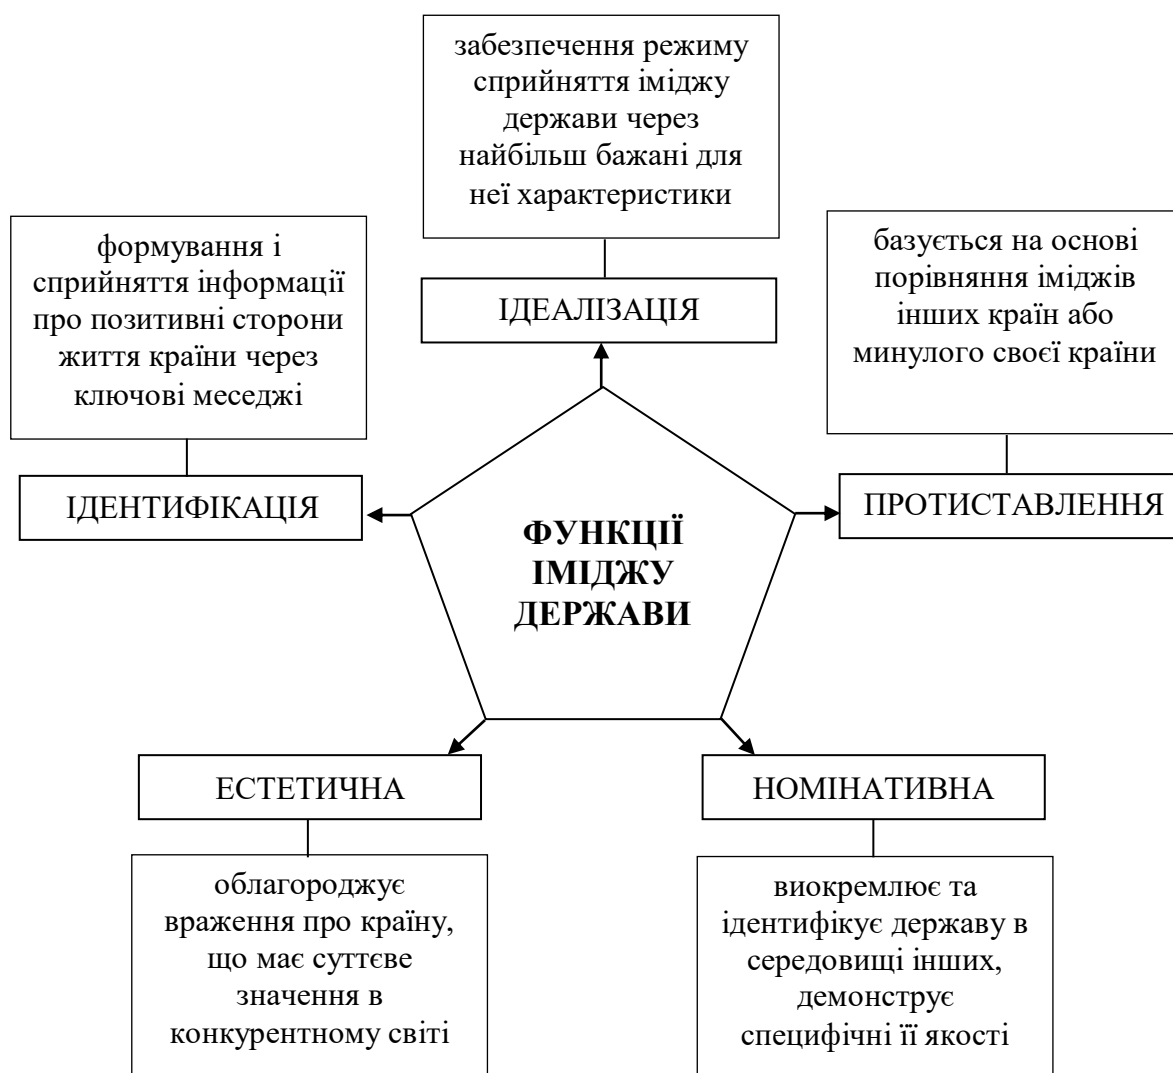 забезпечення режиму
сприйняття іміджу
держави через
найбільш бажані для
неї характеристики
ІДЕАЛІЗАЦІЯ
формування і
сприйняття інформації
про позитивні сторони
життя країни через
ключові меседжі
ІДЕНТИФІКАЦІЯ
базується на основі
порівняння іміджів
інших країн або
минулого своєї країни
ПРОТИСТАВЛЕННЯ
ФУНКЦІЇ
ІМІДЖУ
ДЕРЖАВИ
ЕСТЕТИЧНА
облагороджує
враження про країну,
що має суттєве
значення в
конкурентному світі
НОМІНАТИВНА
виокремлює та
ідентифікує державу в
середовищі інших,
демонструє
специфічні її якості